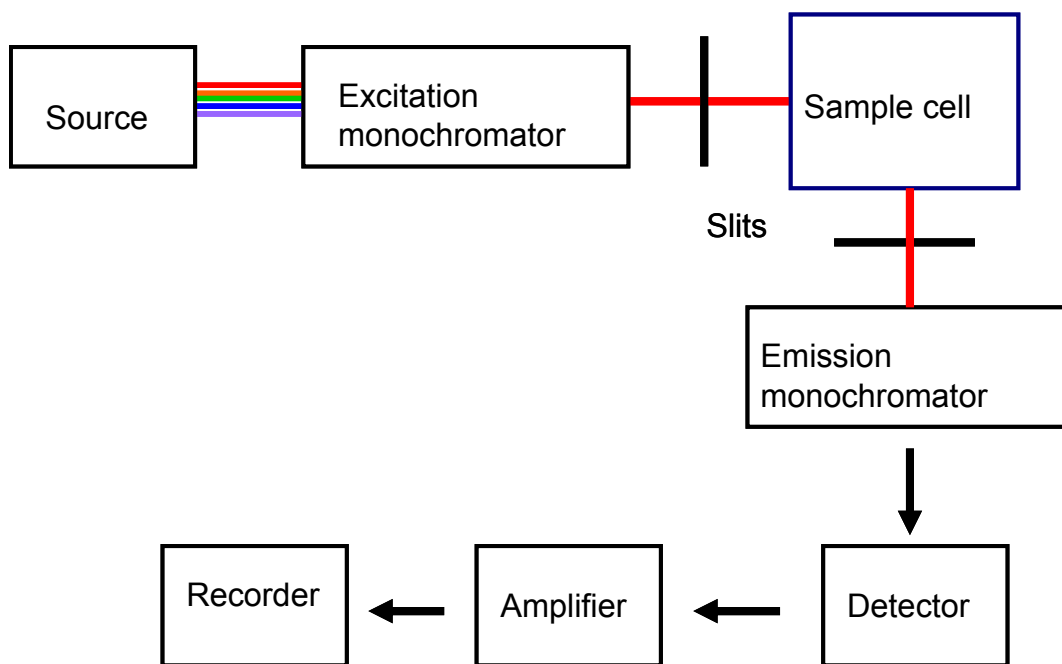 Source
Excitation
monochromator
Sample cell
Slits
Emission
monochromator
Recorder
Amplifier
Detector